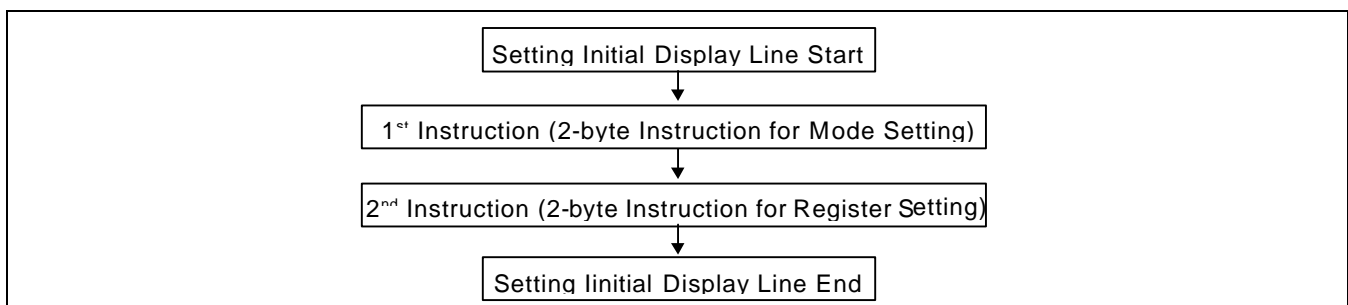 Setting Initial Display Line Start
1st Instruction (2-byte Instruction for Mode Setting)
2nd Instruction (2-byte Instruction for Register Setting)
Setting Iinitial Display Line End